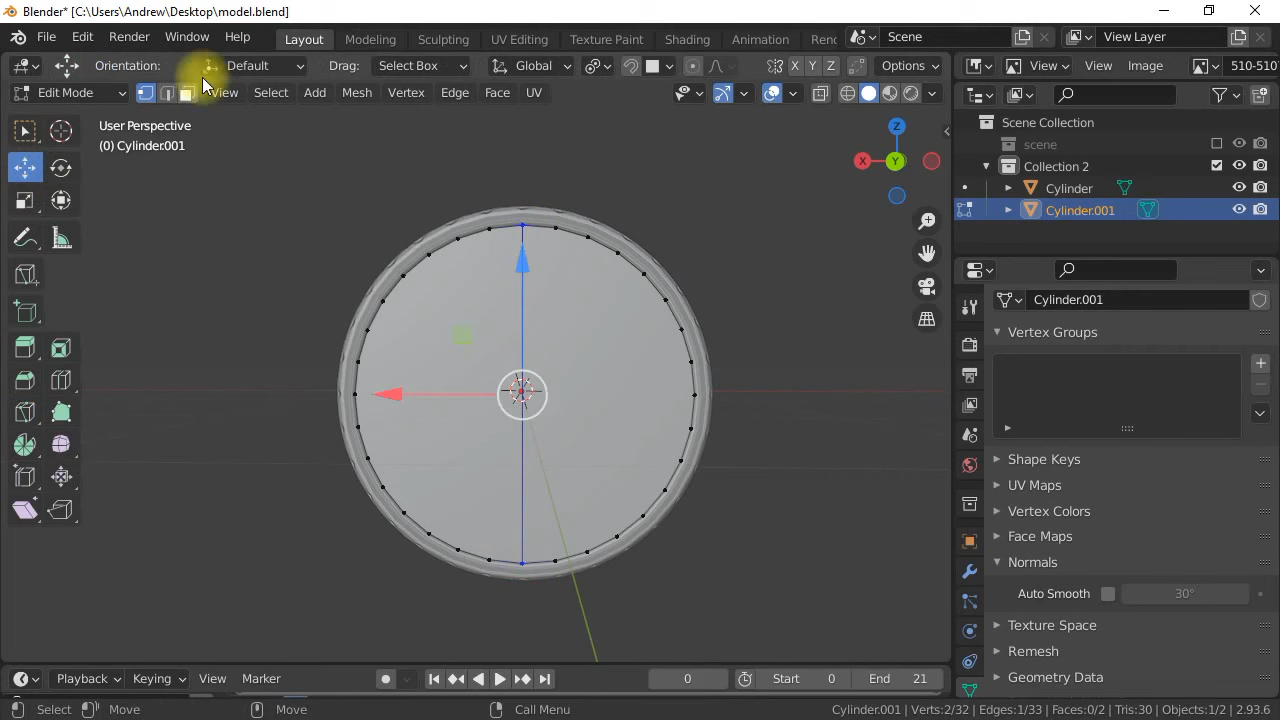 Blender* [C:\Users\Andrew\Desktop\model.blend]
File Edit Render Window Help Layout Modeling Sculpting UV Editing Texture Paint Shading Animation Scene View Layer
Orientation: Default Drag: Select Box Global X Y Z Options View View Image 510-510
Edit Mode View Select Add Mesh Vertex Edge Face UV
User Perspective
(0) Cylinder.001
Z
X
Y
Scene Collection
scene
Collection 2
Cylinder
Cylinder.001
Cylinder.001
Vertex Groups
Shape Keys
UV Maps
Vertex Colors
Face Maps
Normals
Auto Smooth 30°
Texture Space
Remesh
Geometry Data
Playback Keying View Marker 0 Start 0 End 21
Select Move Move Call Menu Cylinder.001 | Verts:2/32 | Edges:1/33 | Faces:0/2 | Tris:30 | Objects:1/2 | 2.93.6